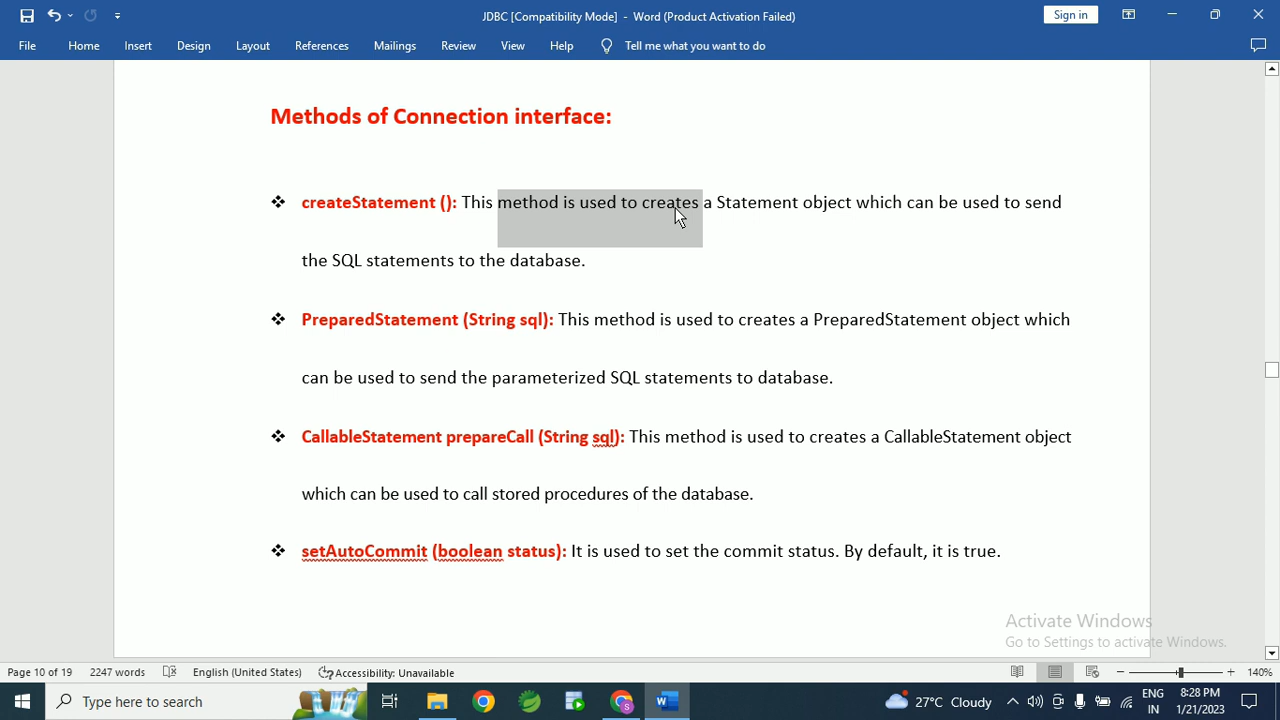 JDBC [Compatibility Mode] - Word (Product Activation Failed)
Sign in
File Home Insert Design Layout References Mailings Review View Help Tell me what you want to do
Methods of Connection interface:
❖ createStatement (): This method is used to creates a Statement object which can be used to send
the SQL statements to the database.
❖ PreparedStatement (String sql): This method is used to creates a PreparedStatement object which
can be used to send the parameterized SQL statements to database.
❖ CallableStatement prepareCall (String sql): This method is used to creates a CallableStatement object
which can be used to call stored procedures of the database.
❖ setAutoCommit (boolean status): It is used to set the commit status. By default, it is true.
Activate Windows
Go to Settings to activate Windows.
Page 10 of 19 2247 words English (United States) Accessibility: Unavailable 140%
Type here to search
27°C Cloudy
ENG
IN
8:28 PM
1/21/2023